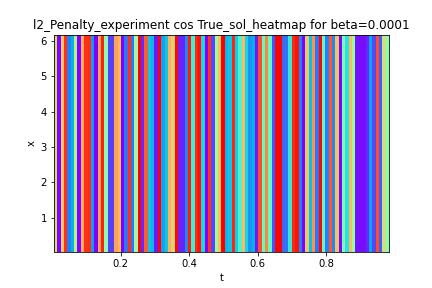 l2_Penalty_experiment cos True_sol_heatmap for beta=0.0001
6
5
4
3
2
1
x
0.2 0.4 0.6 0.8
t